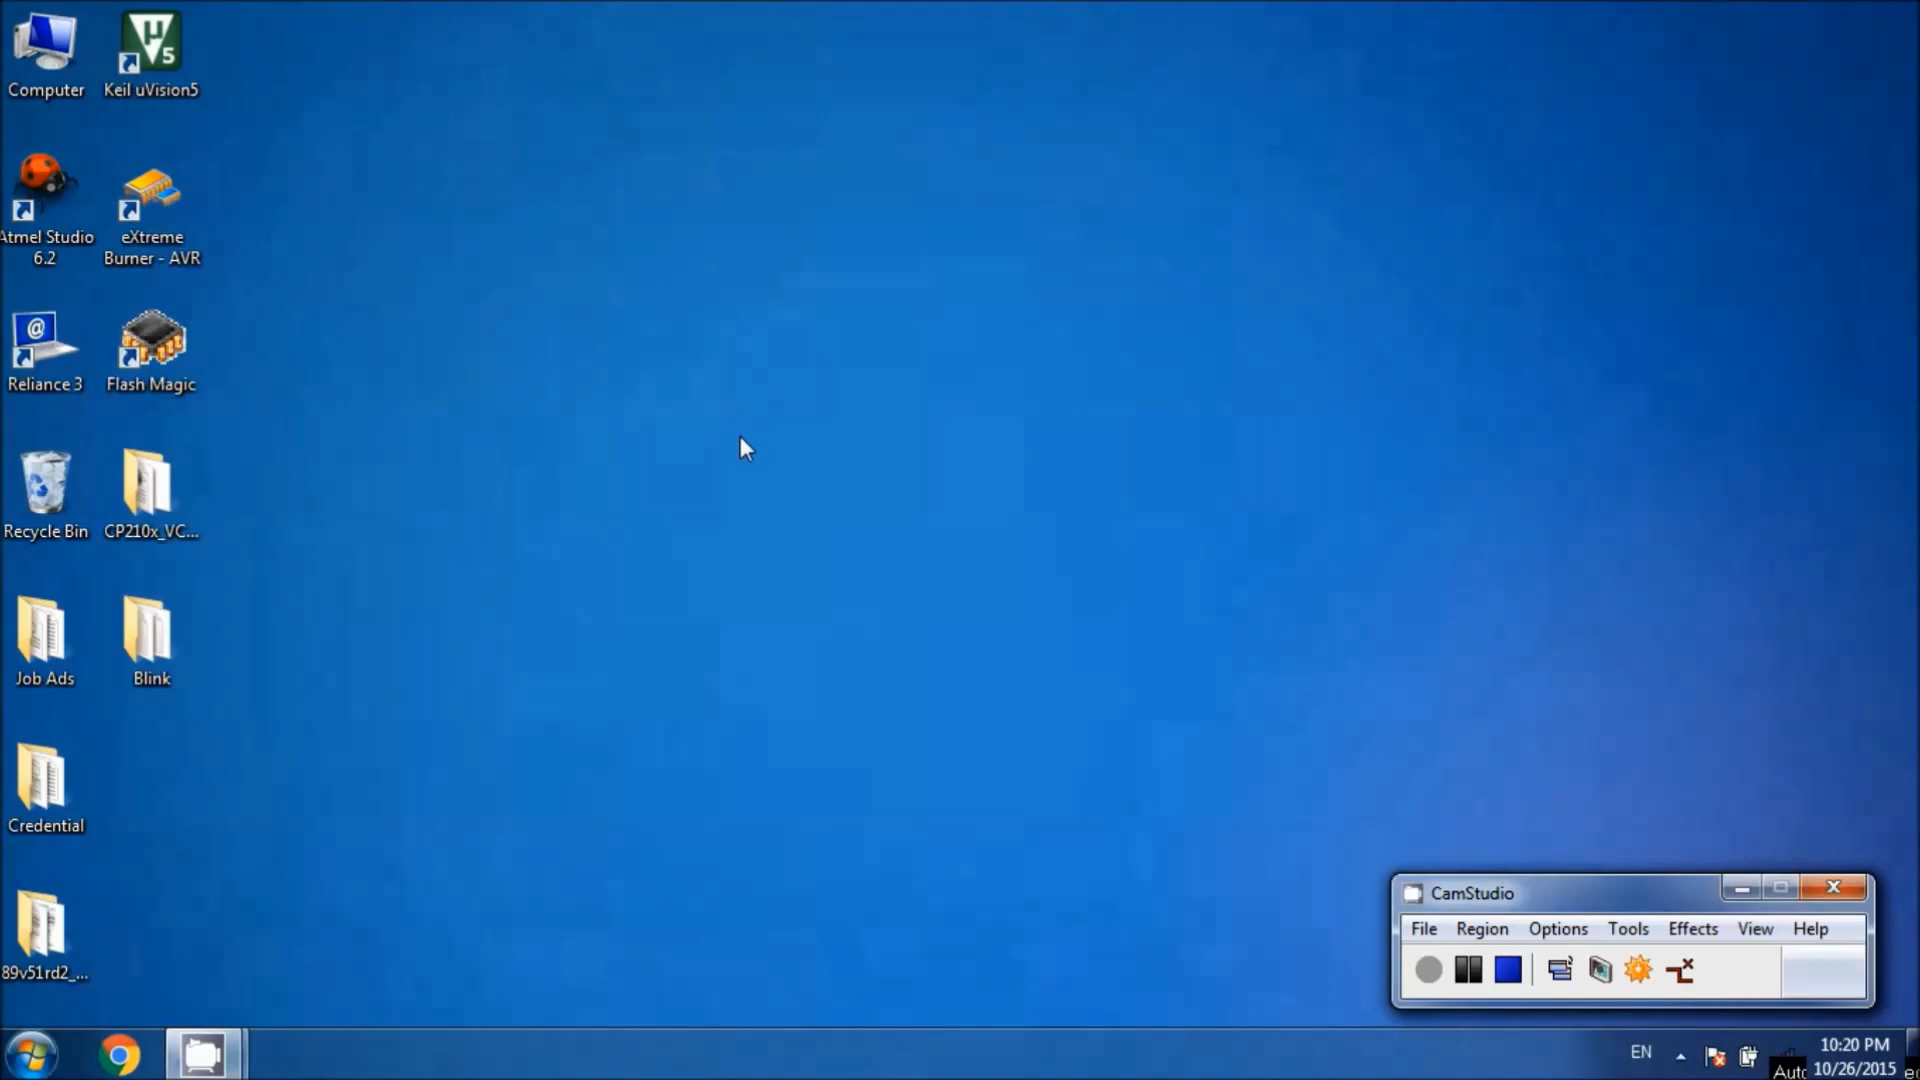 Computer
Keil uVision5
Atmel Studio
6.2
eXtreme
Burner - AVR
Reliance 3
Flash Magic
Recycle Bin
CP210x_VC...
Job Ads
Blink
Credential
89v51rd2_...
CamStudio
File Region Options Tools Effects View Help
EN
10:20 PM
10/26/2015
Auto